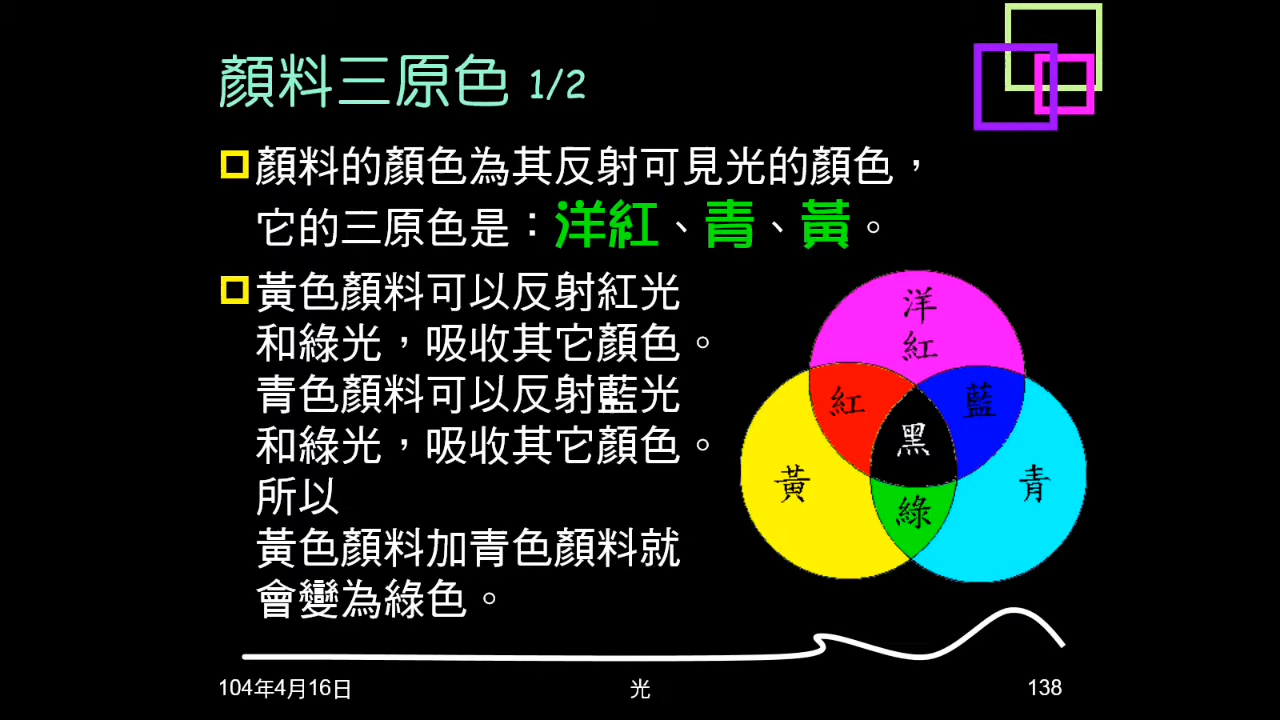 顏料三原色 1/2
顏料的顏色為其反射可見光的顏色，
它的三原色是：洋紅、青、黃。
黃色顏料可以反射紅光
和綠光，吸收其它顏色。
青色顏料可以反射藍光
和綠光，吸收其它顏色。
所以
黃色顏料加青色顏料就
會變為綠色。
洋
紅
紅
藍
黑
黃
青
綠
104年4月16日
光
138